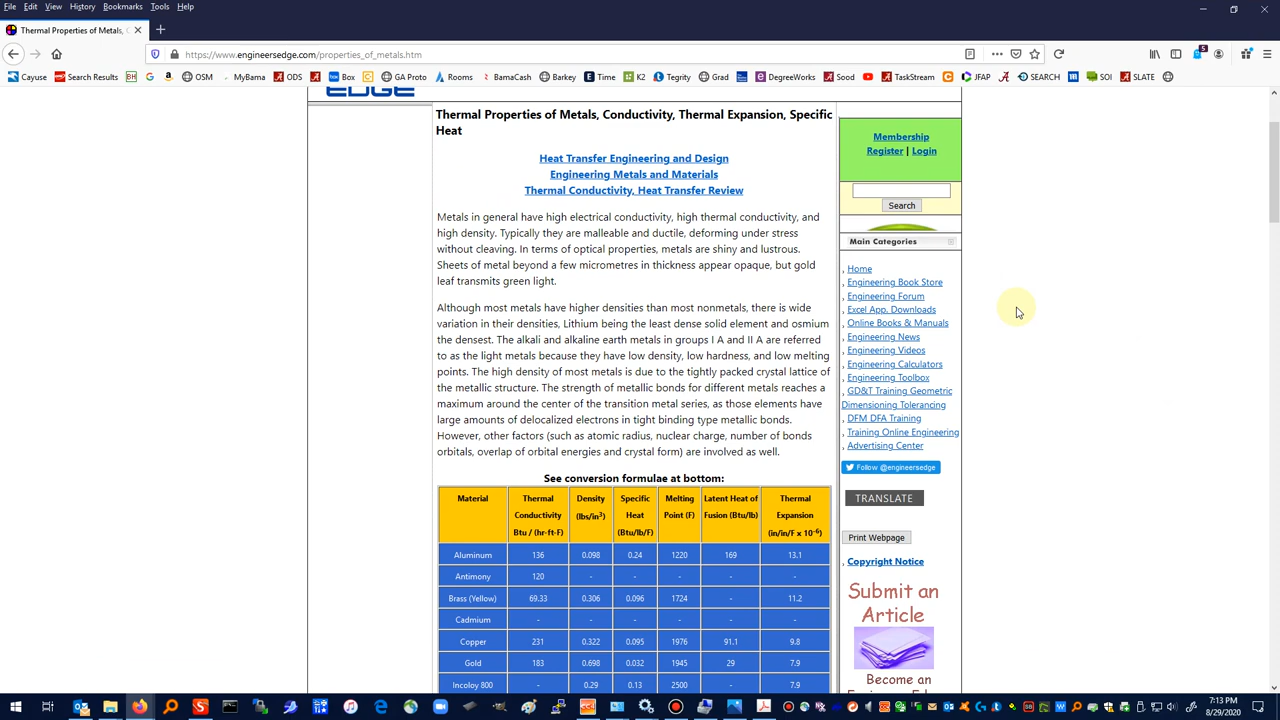 File Edit View History Bookmarks Tools Help
Thermal Properties of Metals, C
https://www.engineersedge.com/properties_of_metals.htm
5
Cayuse Search Results BH OSM MyBama ODS Box GA Proto Rooms BamaCash Barkey Time K2 Tegrity Grad DegreeWorks Sood TaskStream JFAP SEARCH SOI SLATE
EDGE
Thermal Properties of Metals, Conductivity, Thermal Expansion, Specific
Heat
Heat Transfer Engineering and Design
Engineering Metals and Materials
Thermal Conductivity, Heat Transfer Review
Metals in general have high electrical conductivity, high thermal conductivity, and
high density. Typically they are malleable and ductile, deforming under stress
without cleaving. In terms of optical properties, metals are shiny and lustrous.
Sheets of metal beyond a few micrometres in thickness appear opaque, but gold
leaf transmits green light.
Although most metals have higher densities than most nonmetals, there is wide
variation in their densities, Lithium being the least dense solid element and osmium
the densest. The alkali and alkaline earth metals in groups I A and II A are referred
to as the light metals because they have low density, low hardness, and low melting
points. The high density of most metals is due to the tightly packed crystal lattice of
the metallic structure. The strength of metallic bonds for different metals reaches a
maximum around the center of the transition metal series, as those elements have
large amounts of delocalized electrons in tight binding type metallic bonds.
However, other factors (such as atomic radius, nuclear charge, number of bonds
orbitals, overlap of orbital energies and crystal form) are involved as well.
See conversion formulae at bottom:
Material Thermal Density Specific Melting Latent Heat of Thermal
Conductivity (lbs/in3) Heat Point (F) Fusion (Btu/lb) Expansion
Btu / (hr-ft-F) (Btu/lb/F) (in/in/F x 10-6)
Aluminum 136 0.098 0.24 1220 169 13.1
Antimony 120 - - - - -
Brass (Yellow) 69.33 0.306 0.096 1724 - 11.2
Cadmium - - - - - -
Copper 231 0.322 0.095 1976 91.1 9.8
Gold 183 0.698 0.032 1945 29 7.9
Incoloy 800 - 0.29 0.13 2500 - 7.9
Membership
Register | Login
Search
Main Categories
, Home
, Engineering Book Store
, Engineering Forum
, Excel App. Downloads
, Online Books & Manuals
, Engineering News
, Engineering Videos
, Engineering Calculators
, Engineering Toolbox
, GD&T Training Geometric
Dimensioning Tolerancing
, DFM DFA Training
, Training Online Engineering
, Advertising Center
Follow @engineersedge
TRANSLATE
Print Webpage
, Copyright Notice
Submit an
Article
Become an
7:13 PM
8/29/2020